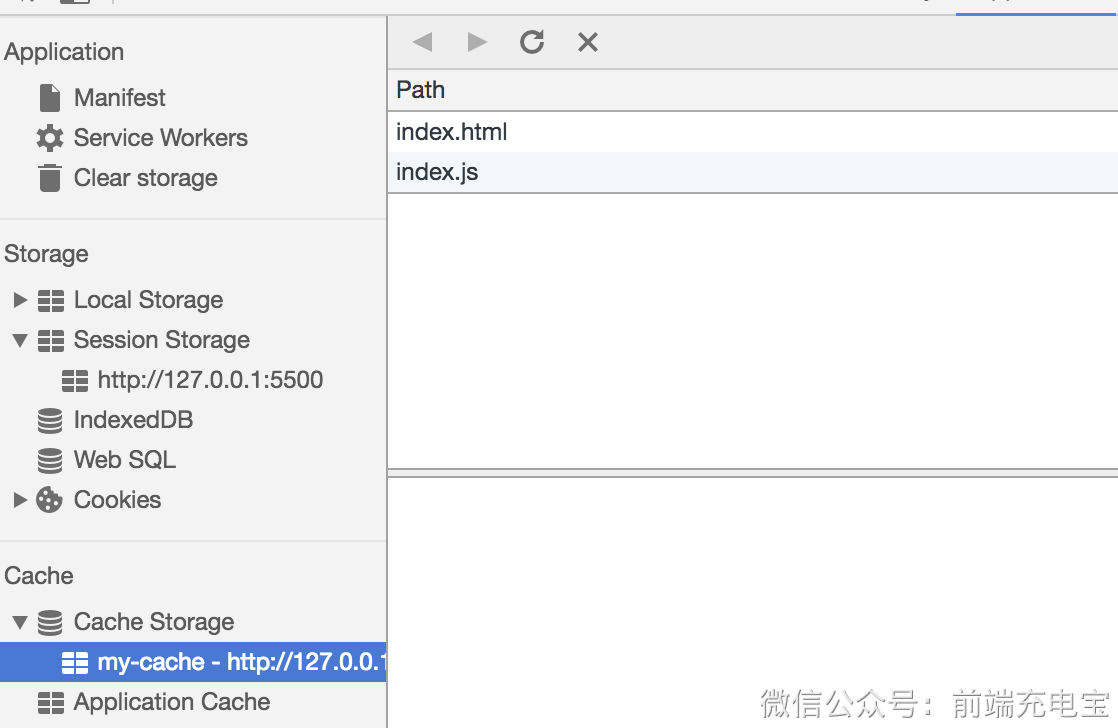 Application
Manifest
Service Workers
Clear storage
Storage
Local Storage
Session Storage
http://127.0.0.1:5500
IndexedDB
Web SQL
Cookies
Cache
Cache Storage
my-cache - http://127.0.0.1
Application Cache
Path
index.html
index.js
微信公众号：前端充电宝